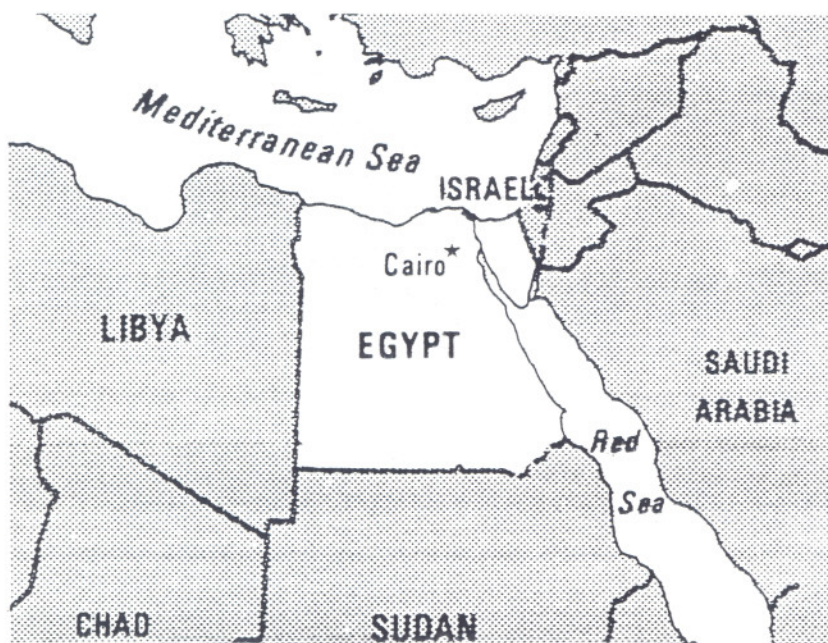 Mediterranean Sea
ISRAEL
Cairo
LIBYA
EGYPT
SAUDI
ARABIA
Red
Sea
CHAD
SUDAN